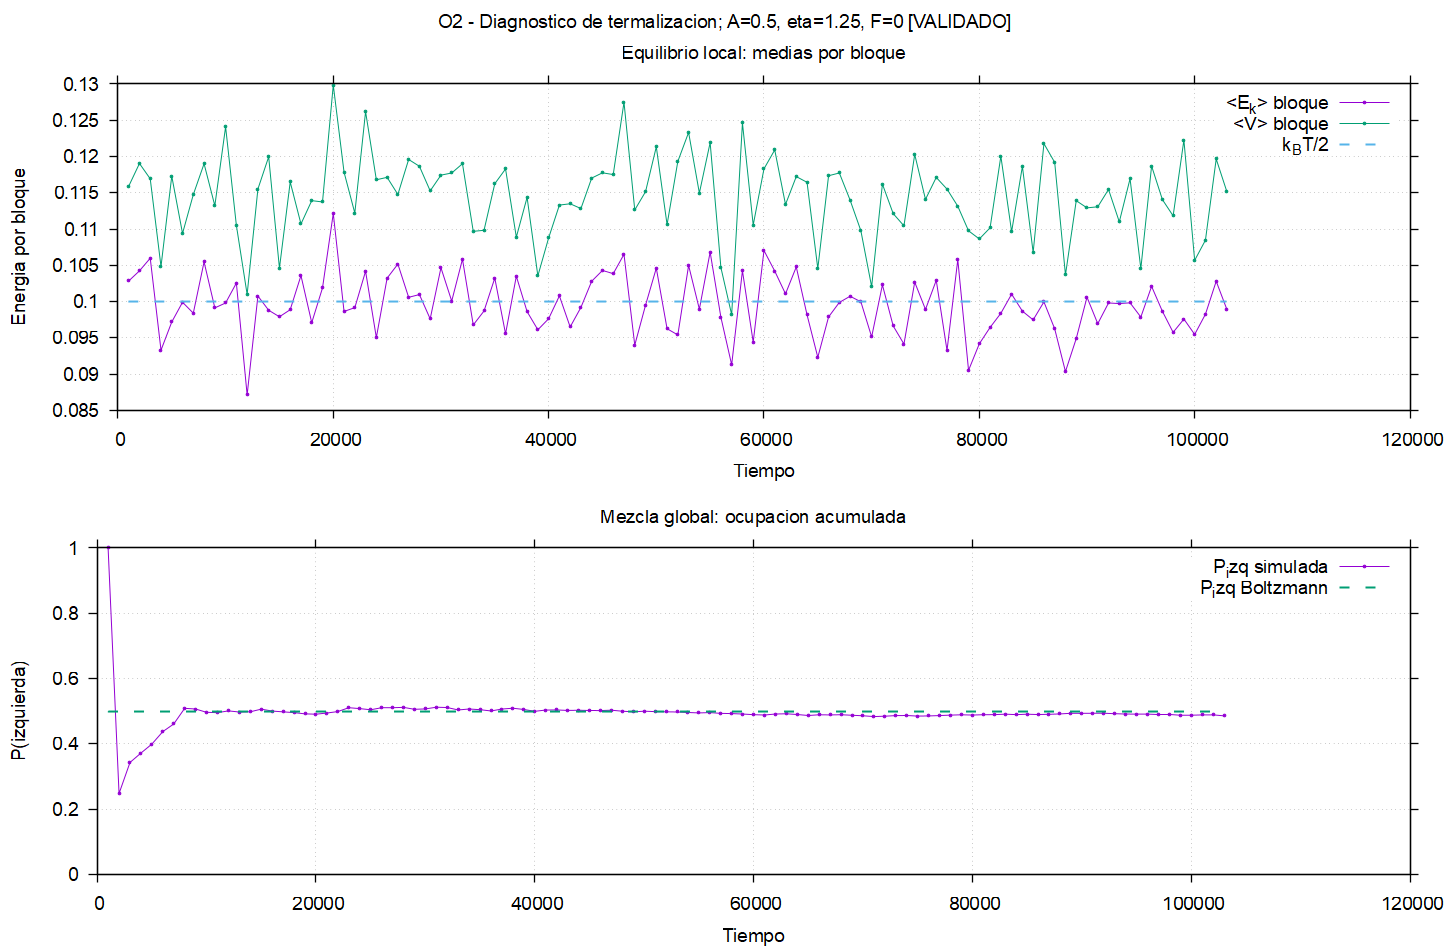 O2 - Diagnostico de termalizacion; A=0.5, eta=1.25, F=0 [VALIDADO]
Equilibrio local: medias por bloque
0.13
0.125
0.12
0.115
0.11
0.105
0.1
0.095
0.09
0.085
Energia por bloque
<Ek> bloque
<V> bloque
kBT/2
0 20000 40000 60000 80000 100000 120000
Tiempo
Mezcla global: ocupacion acumulada
1
0.8
0.6
0.4
0.2
0
P(izquierda)
Pizq simulada
Pizq Boltzmann
0 20000 40000 60000 80000 100000 120000
Tiempo